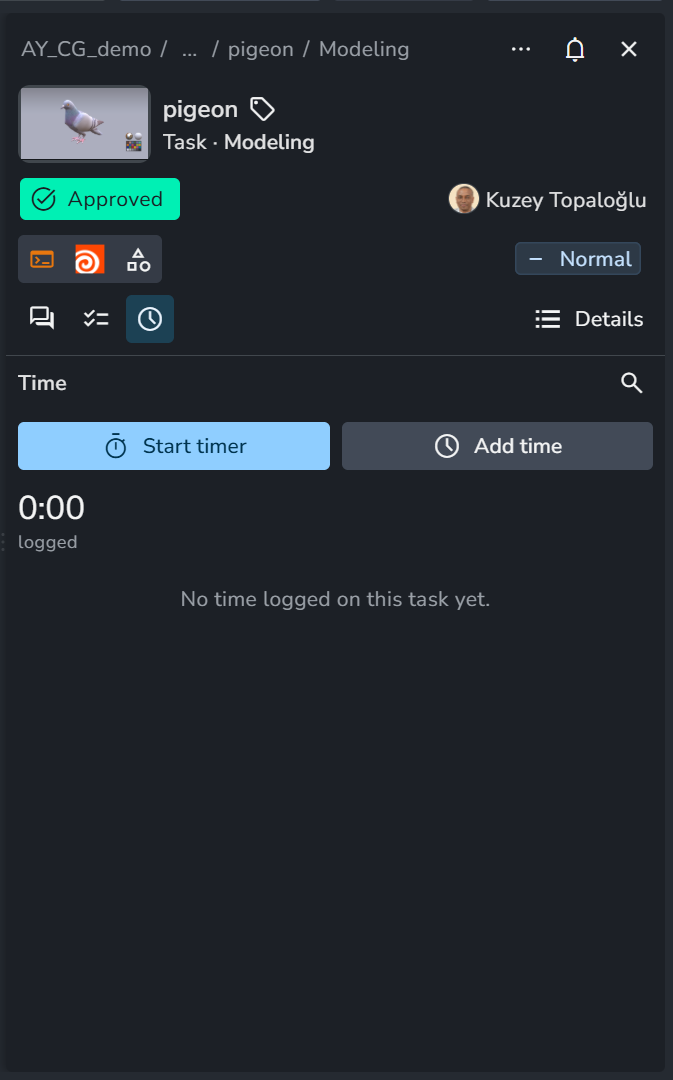 AY_CG_demo / ... / pigeon / Modeling
pigeon
Task · Modeling
Approved
Kuzey Topaloğlu
Normal
Details
Time
Start timer
Add time
0:00
logged
No time logged on this task yet.